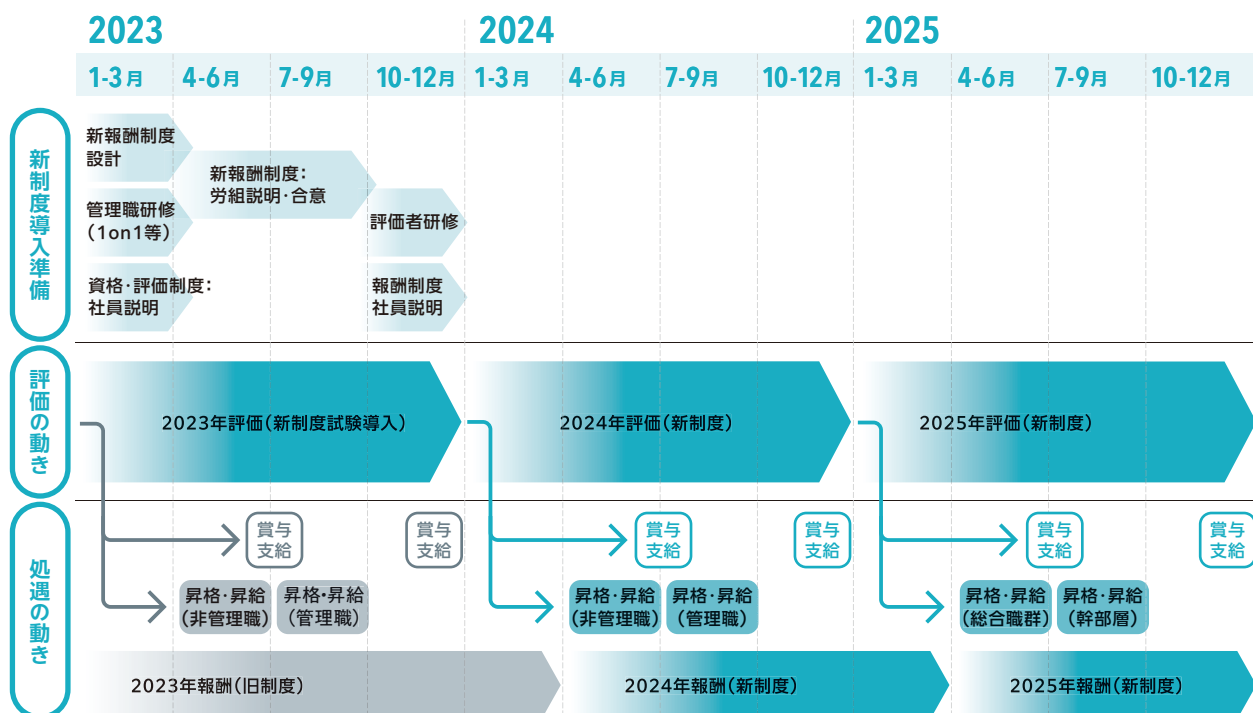 2023
2024
2025
1-3月
4-6月
7-9月
10-12月
1-3月
4-6月
7-9月
10-12月
1-3月
4-6月
7-9月
10-12月
新制度導入準備
新報酬制度
設計
新報酬制度:
労組説明・合意
管理職研修
(1on1等)
評価者研修
資格・評価制度:
社員説明
報酬制度
社員説明
評価の動き
2023年評価(新制度試験導入)
2024年評価(新制度)
2025年評価(新制度)
処遇の動き
賞与
支給
賞与
支給
賞与
支給
賞与
支給
賞与
支給
賞与
支給
昇格・昇給
(非管理職)
昇格・昇給
(管理職)
昇格・昇給
(非管理職)
昇格・昇給
(管理職)
昇格・昇給
(総合職群)
昇格・昇給
(幹部層)
2023年報酬(旧制度)
2024年報酬(新制度)
2025年報酬(新制度)